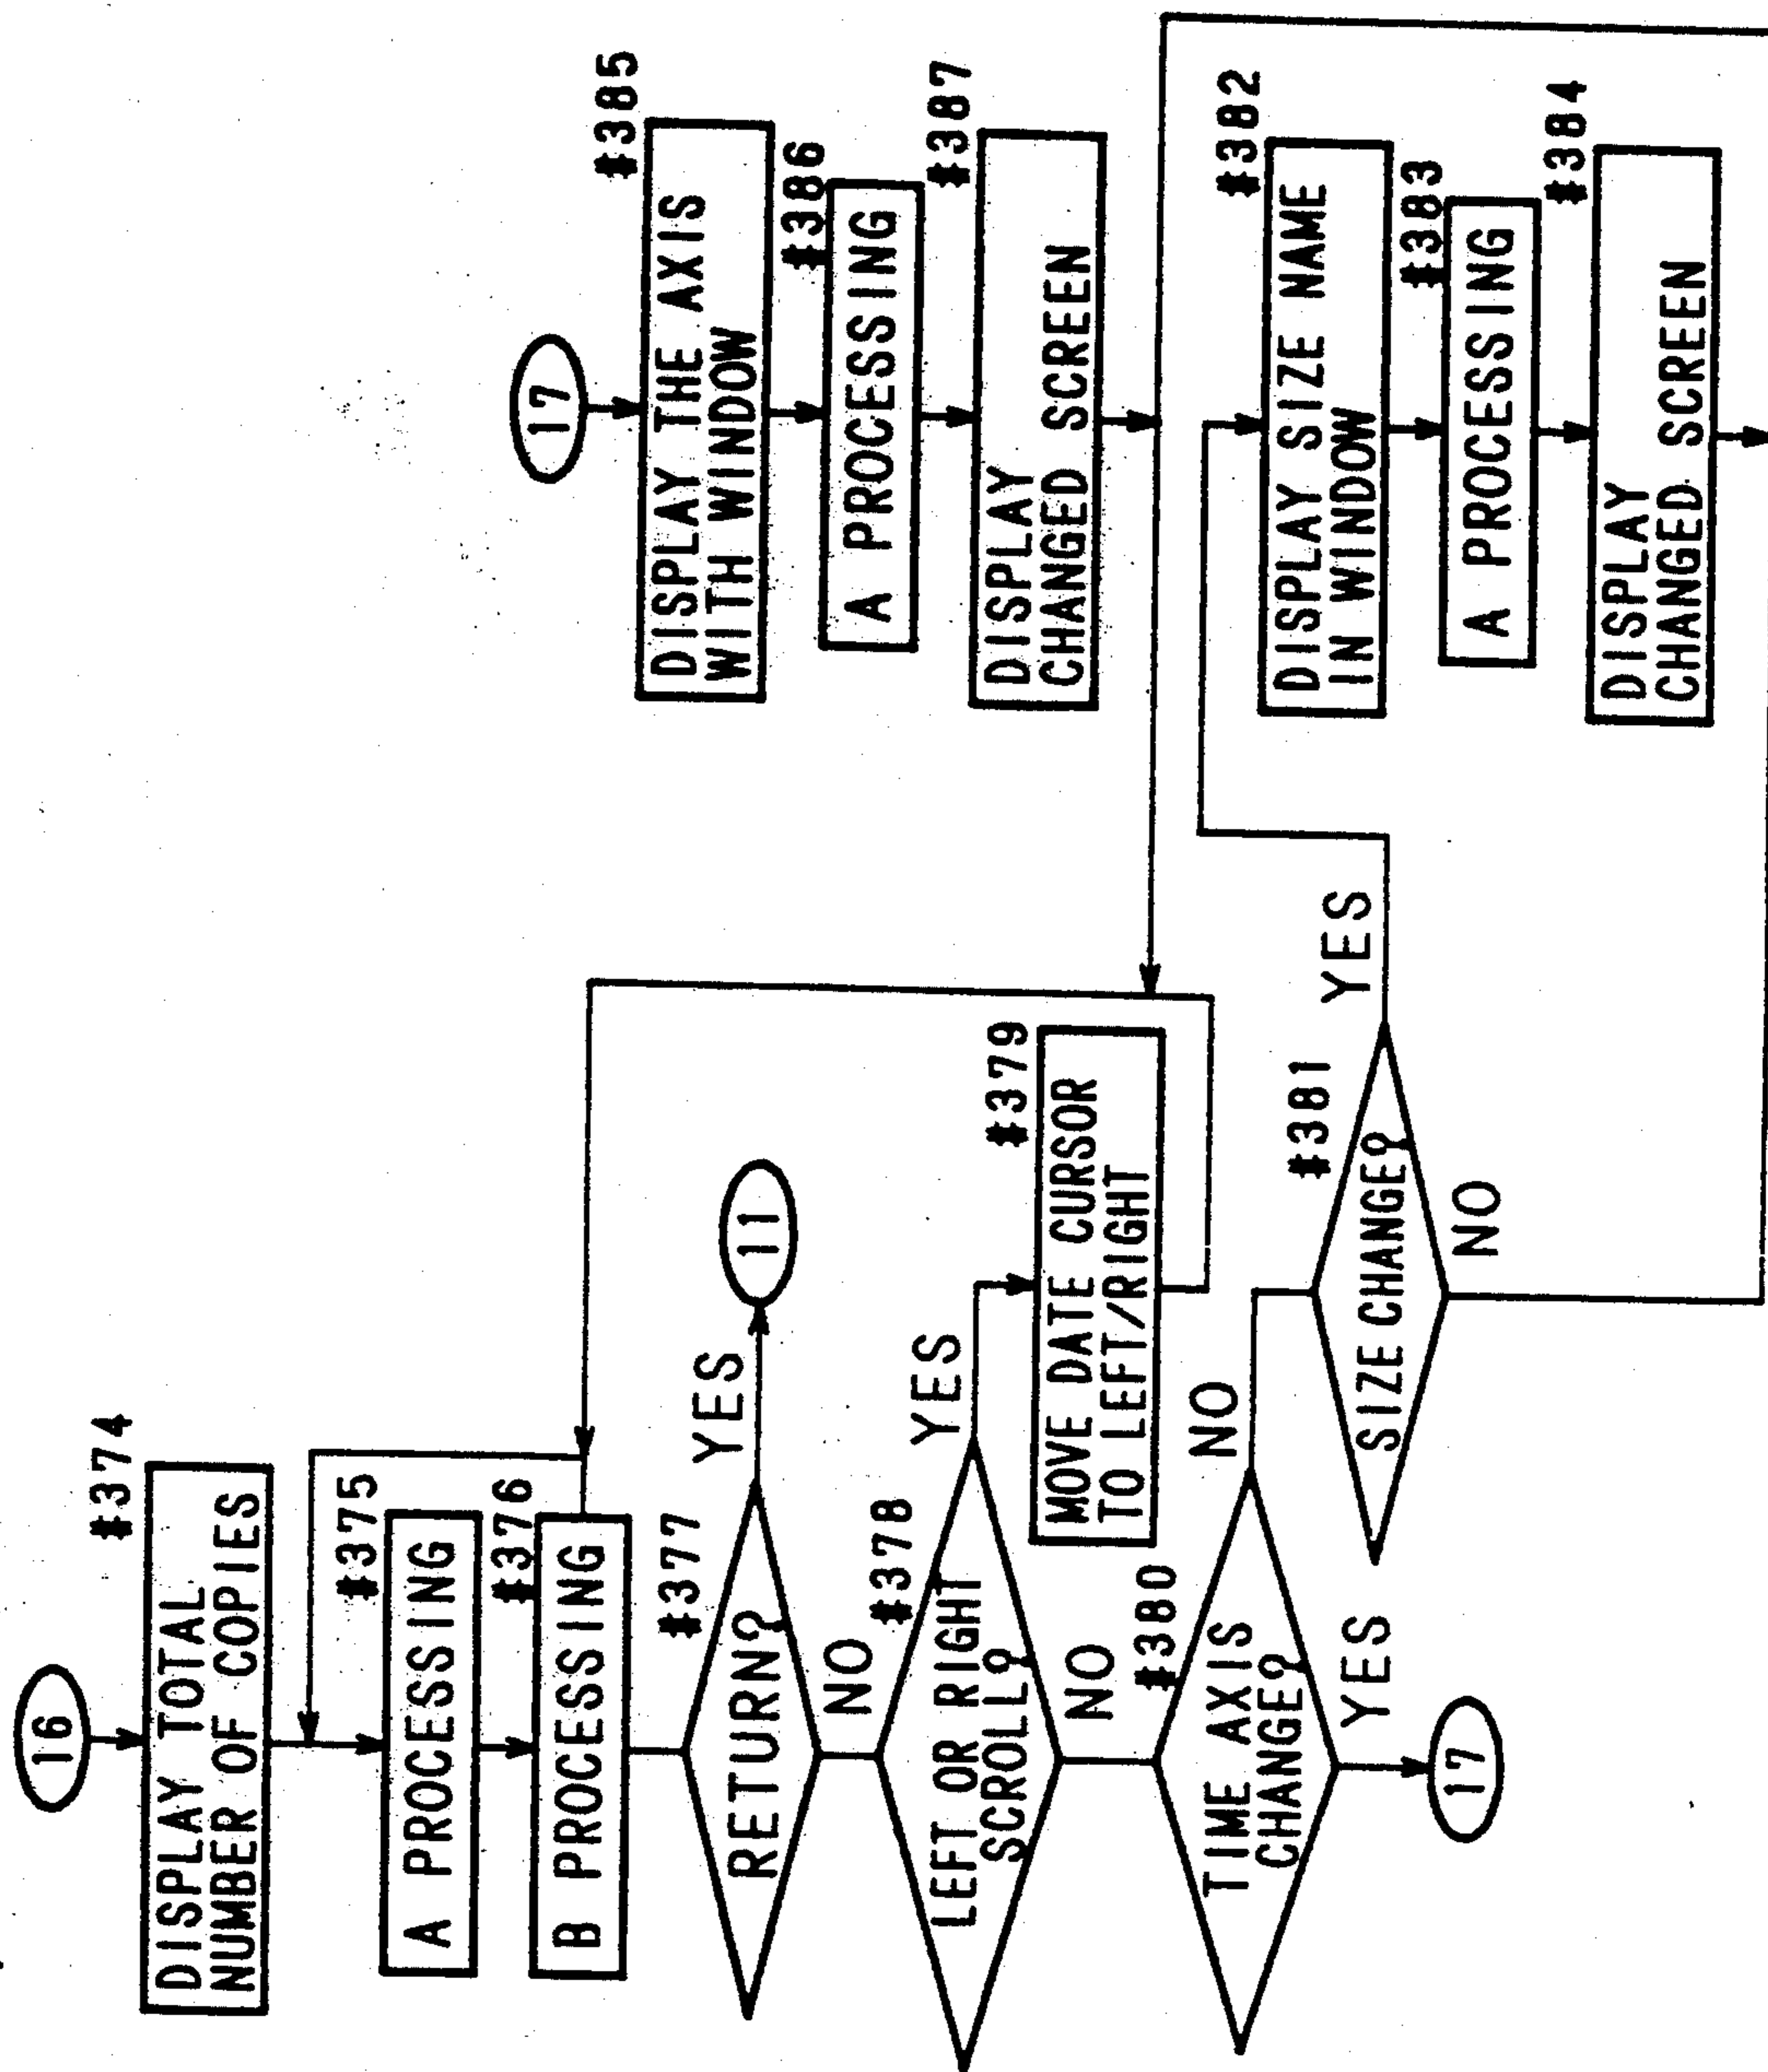 16
#374
DISPLAY TOTAL
NUMBER OF COPIES
#375
A PROCESSING
#376
B PROCESSING
#377
RETURN?
YES
11
NO
#378
LEFT OR RIGHT
SCROLL?
YES
#379
MOVE DATE CURSOR
TO LEFT/RIGHT
NO
#380
TIME AXIS
CHANGE?
NO
YES
17
#381
SIZE CHANGE?
YES
NO
17
#385
DISPLAY THE AXIS
WITH WINDOW
#386
A PROCESSING
#387
DISPLAY
CHANGED SCREEN
#382
DISPLAY SIZE NAME
IN WINDOW
#383
A PROCESSING
#384
DISPLAY
CHANGED SCREEN